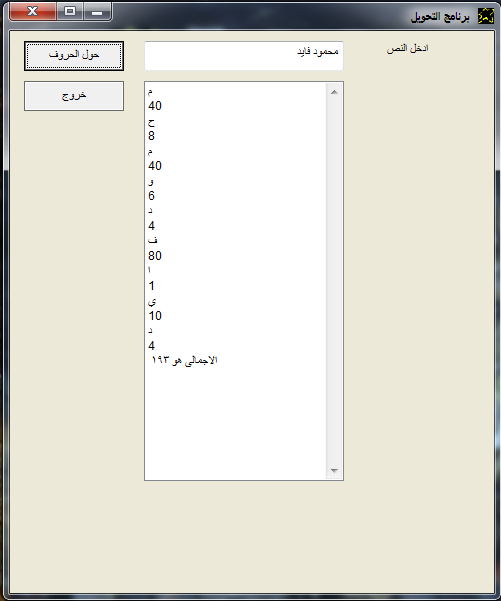 برنامج التحويل
ادخل النص
محمود فايد
حول الحروف
خروج
م
40
ح
8
م
40
و
6
د
4
ف
80
ا
1
ي
10
د
4
الاجمالى هو ١٩٣